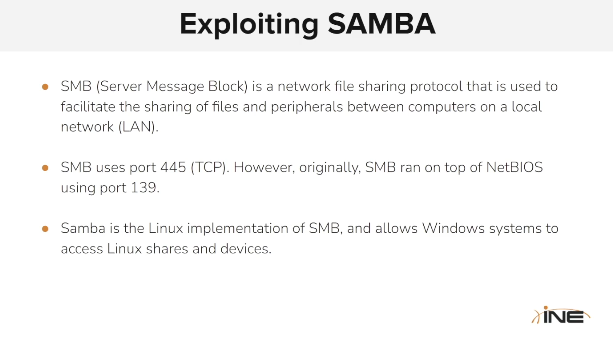 Exploiting SAMBA
● SMB (Server Message Block) is a network file sharing protocol that is used to
facilitate the sharing of files and peripherals between computers on a local
network (LAN).
● SMB uses port 445 (TCP). However, originally, SMB ran on top of NetBIOS
using port 139.
● Samba is the Linux implementation of SMB, and allows Windows systems to
access Linux shares and devices.
INE